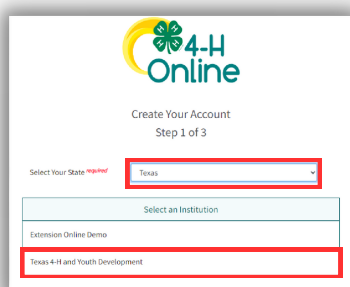 4-H
Online
Create Your Account
Step 1 of 3
Select Your State required
Texas
Select an Institution
Extension Online Demo
Texas 4-H and Youth Development